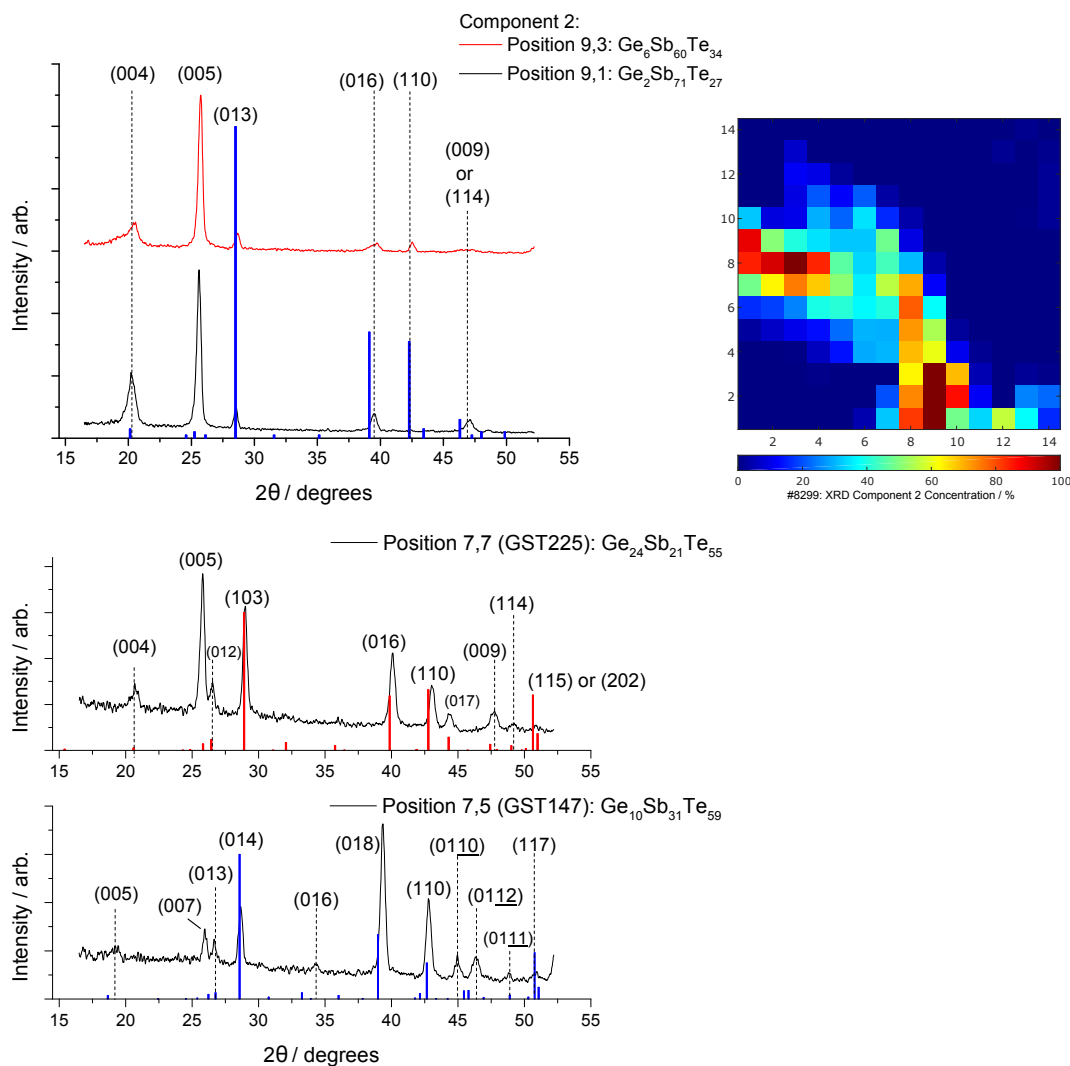 Component 2:
Position 9,3: Ge6Sb60Te34
Position 9,1: Ge2Sb71Te27
(004)
(005)
(013)
(016)
(110)
(009)
or
(114)
Intensity / arb.
15 20 25 30 35 40 45 50 55
2θ / degrees
14
12
10
8
6
4
2
2 4 6 8 10 12 14
0 20 40 60 80 100
#8299: XRD Component 2 Concentration / %
Position 7,7 (GST225): Ge24Sb21Te55
(004)
(005)
(012)
(103)
(016)
(110)
(017)
(009)
(114)
(115) or (202)
Intensity / arb.
15 20 25 30 35 40 45 50 55
Position 7,5 (GST147): Ge10Sb31Te59
(005)
(007)
(013)
(014)
(016)
(018)
(110)
(0110)
(0112)
(0111)
(117)
Intensity / arb.
15 20 25 30 35 40 45 50 55
2θ / degrees